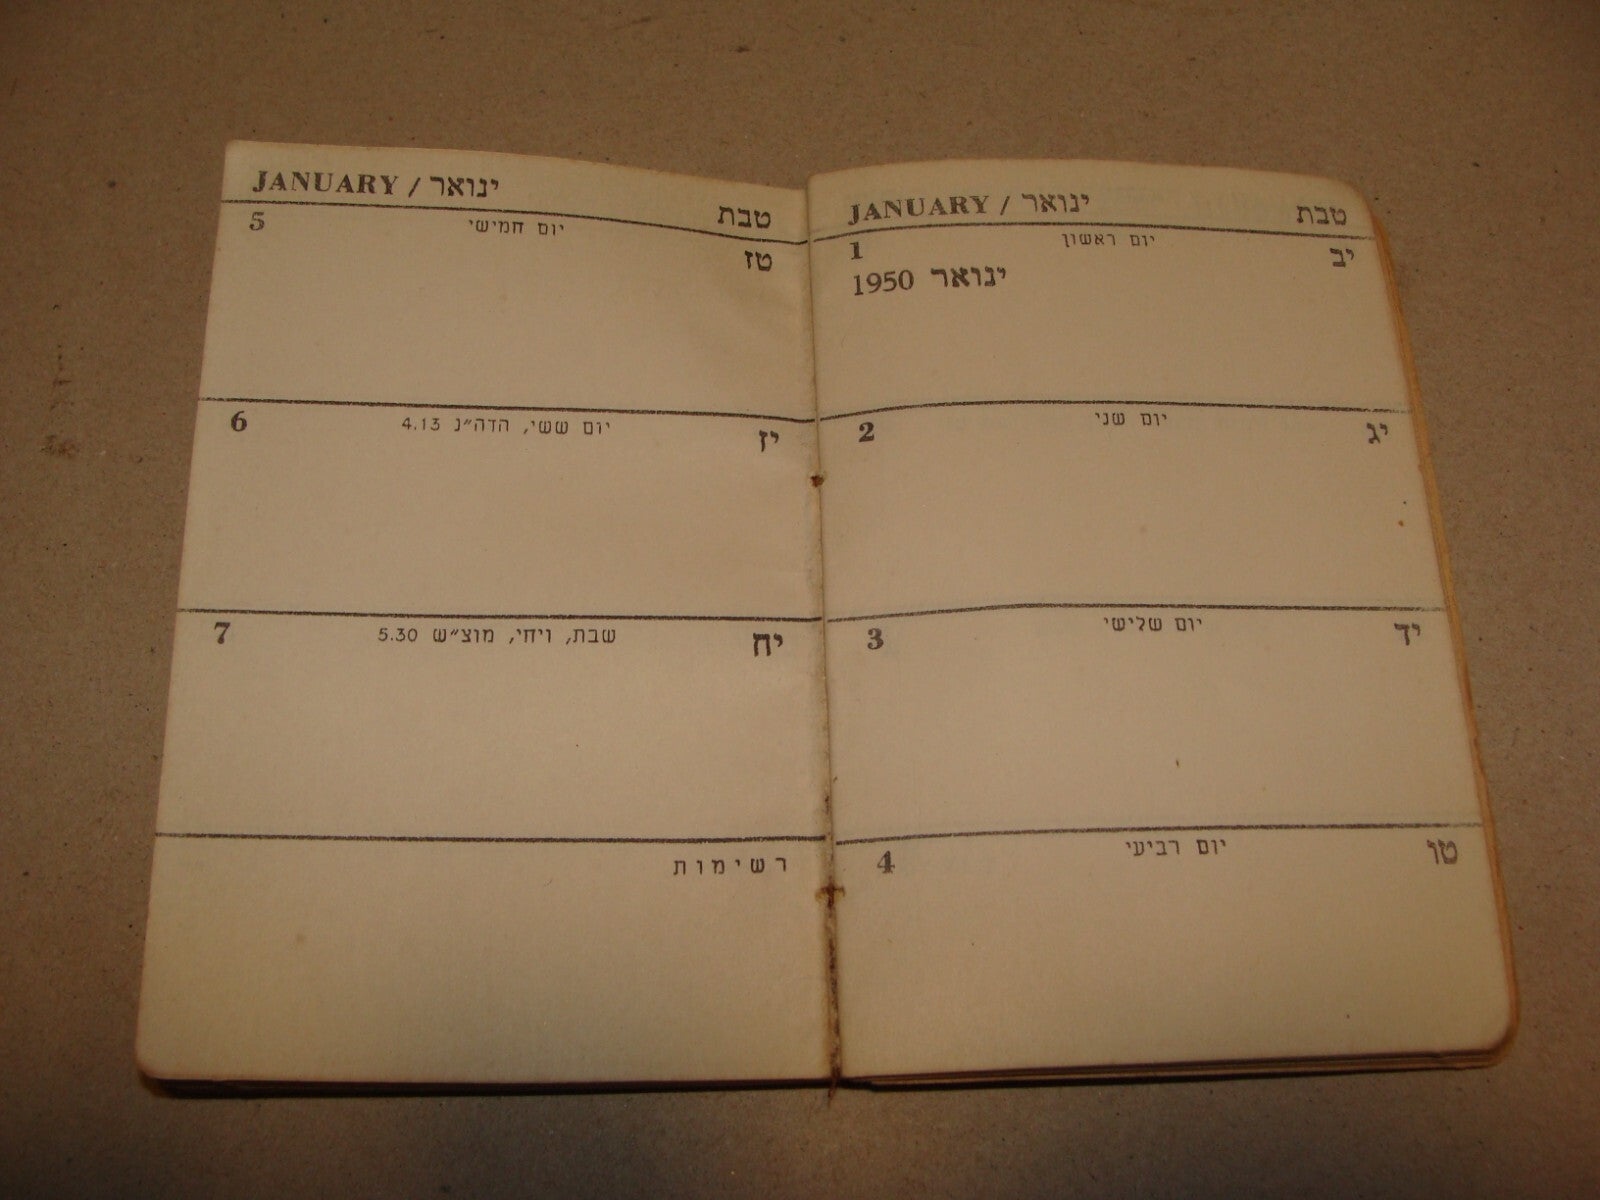 JANUARY / ינואר
טבת
1 יום ראשון יב
1950 ינואר
2 יום שני יג
3 יום שלישי יד
4 יום רביעי טו
JANUARY / ינואר
טבת
5 יום חמישי טז
6 יום ששי, הדה״נ 4.13 יז
7 שבת, ויחי, מוצ״ש 5.30 יח
רשימות